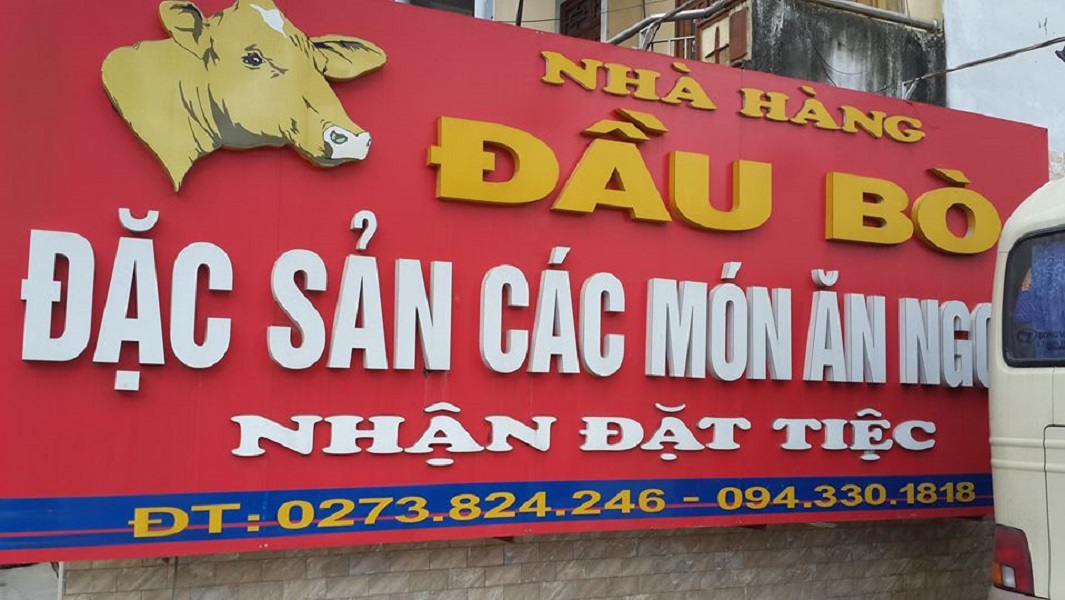 NHÀ HÀNG
ĐẦU BÒ
ĐẶC SẢN CÁC MÓN ĂN
NHẬN ĐẶT TIỆC
ĐT: 0273.824.246 - 094.330.1818